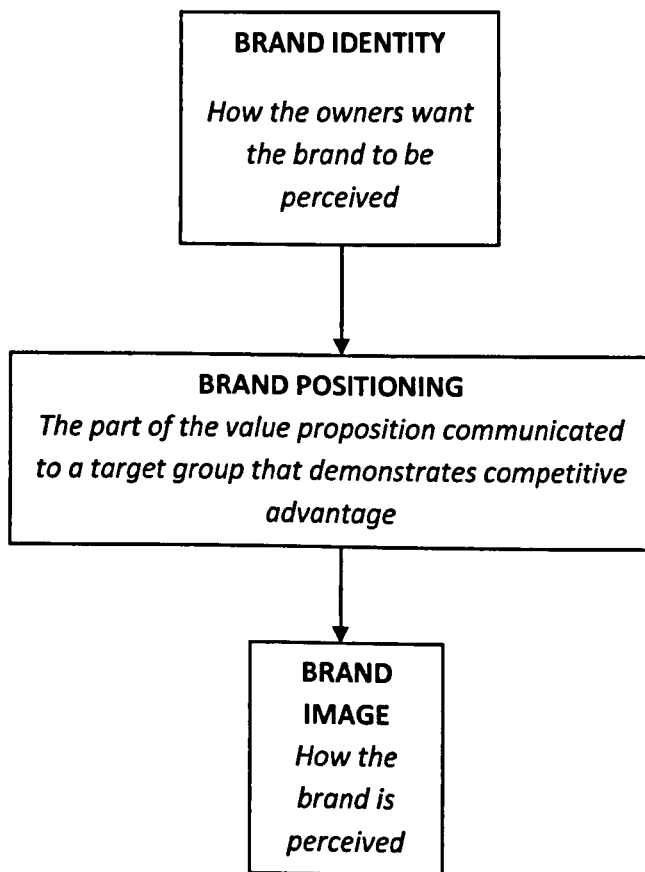 BRAND IDENTITY
How the owners want
the brand to be
perceived
BRAND POSITIONING
The part of the value proposition communicated
to a target group that demonstrates competitive
advantage
BRAND
IMAGE
How the
brand is
perceived